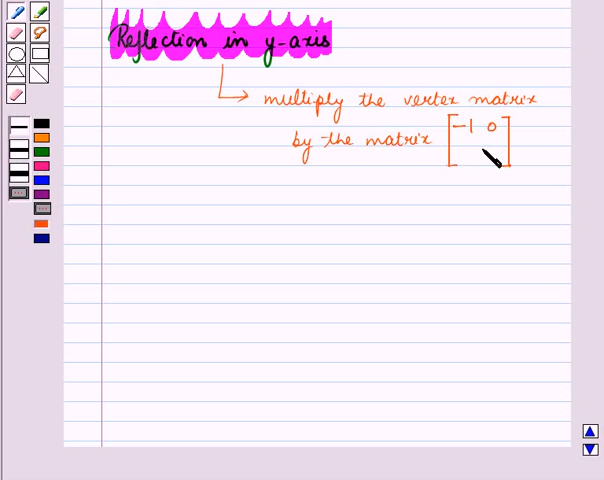 Reflection in y-axis
multiply the vertex matrix
by the matrix [-1 0]